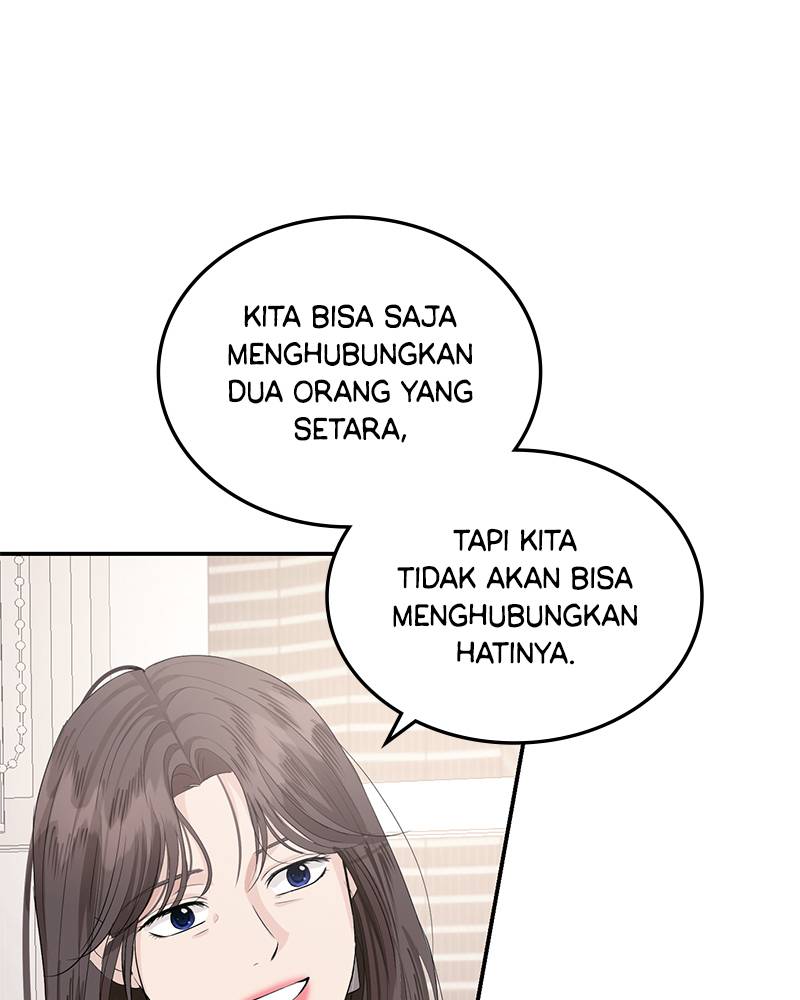 KITA BISA SAJA
MENGHUBUNGKAN
DUA ORANG YANG
SETARA,
TAPI KITA
TIDAK AKAN BISA
MENGHUBUNGKAN
HATINYA.